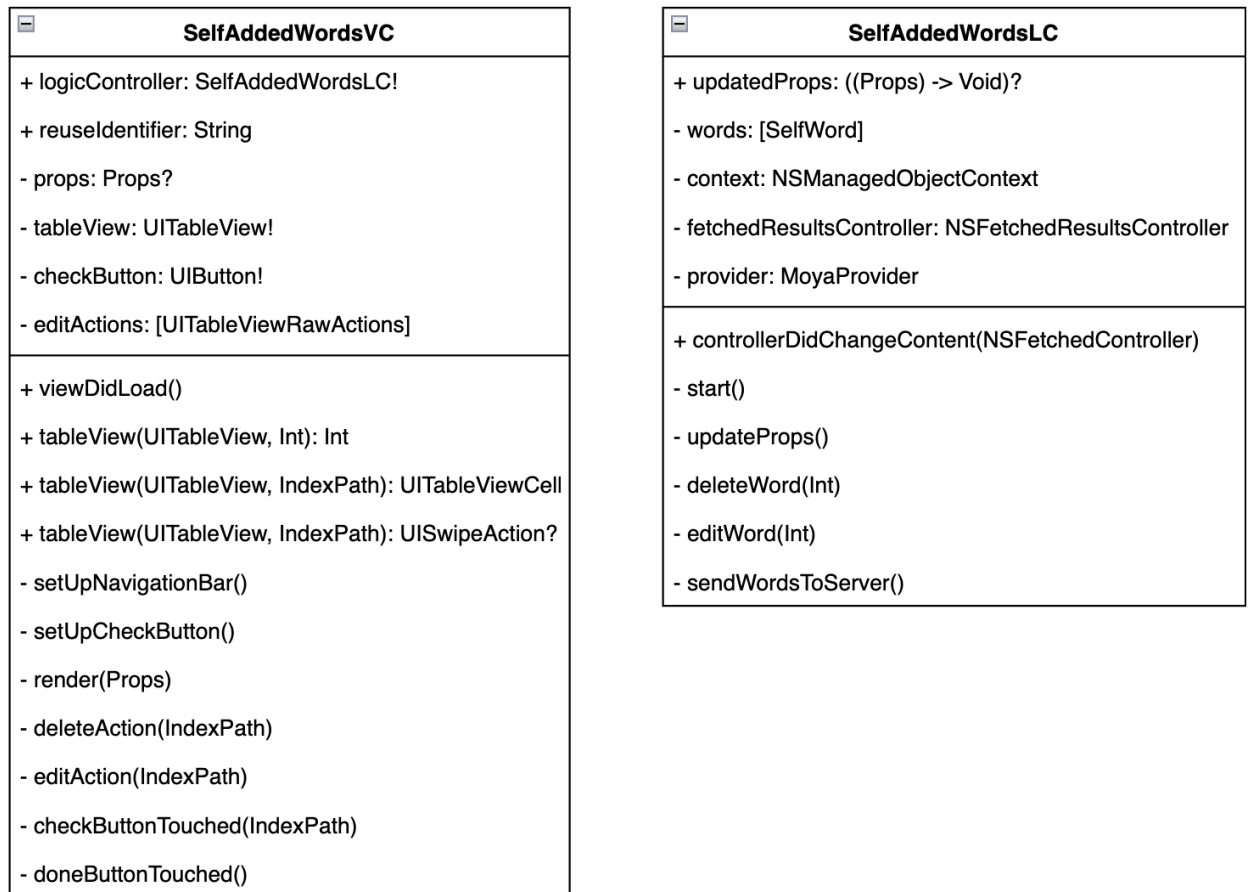 SelfAddedWordsVC
+ logicController: SelfAddedWordsLC!
+ reuseIdentifier: String
- props: Props?
- tableView: UITableView!
- checkButton: UIButton!
- editActions: [UITableViewRawActions]
+ viewDidLoad()
+ tableView(UITableView, Int): Int
+ tableView(UITableView, IndexPath): UITableViewCell
+ tableView(UITableView, IndexPath): UISwipeAction?
- setUpNavigationBar()
- setUpCheckButton()
- render(Props)
- deleteAction(IndexPath)
- editAction(IndexPath)
- checkButtonTouched(IndexPath)
- doneButtonTouched()
SelfAddedWordsLC
+ updatedProps: ((Props) -> Void)?
- words: [SelfWord]
- context: NSManagedObjectContext
- fetchedResultsController: NSFetchedResultsController
- provider: MoyaProvider
+ controllerDidChangeContent(NSFetchedController)
- start()
- updateProps()
- deleteWord(Int)
- editWord(Int)
- sendWordsToServer()